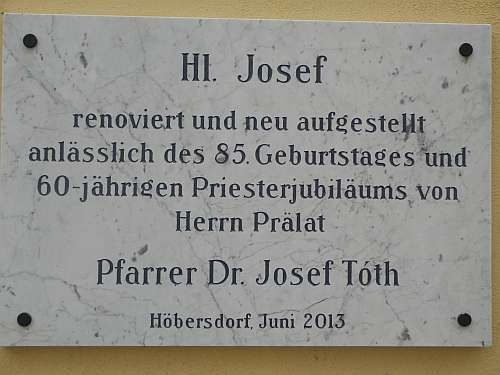 Hl. Josef
renoviert und neu aufgestellt
anlässlich des 85. Geburtstages und
60-jährigen Priesterjubiläums von
Herrn Prälat
Pfarrer Dr. Josef Tóth
Höbersdorf, Juni 2013